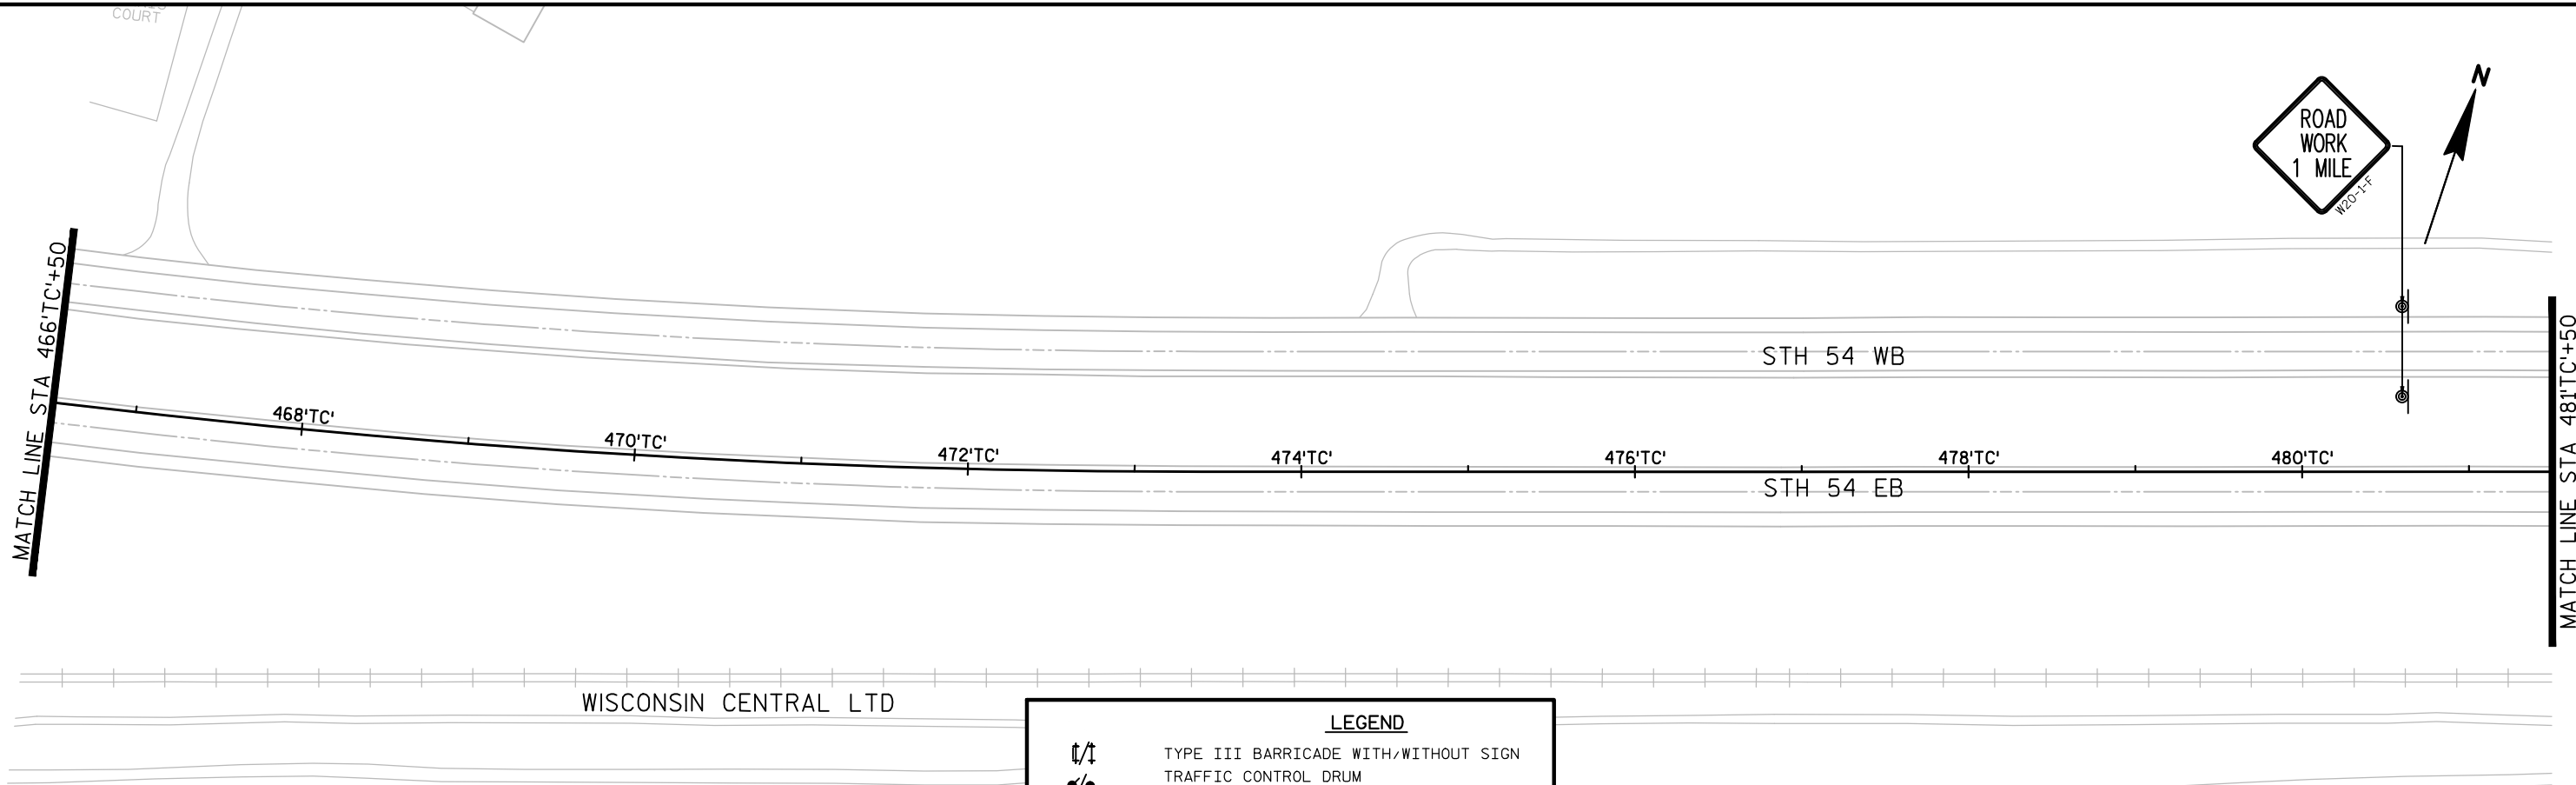 COURT
N
ROAD
WORK
1 MILE
W20-1-F
MATCH LINE STA 466'TC'+50
MATCH LINE STA 481'TC'+50
STH 54 WB
468'TC'
470'TC'
472'TC'
474'TC'
476'TC'
478'TC'
480'TC'
STH 54 EB
WISCONSIN CENTRAL LTD
LEGEND
TYPE III BARRICADE WITH/WITHOUT SIGN
TRAFFIC CONTROL DRUM